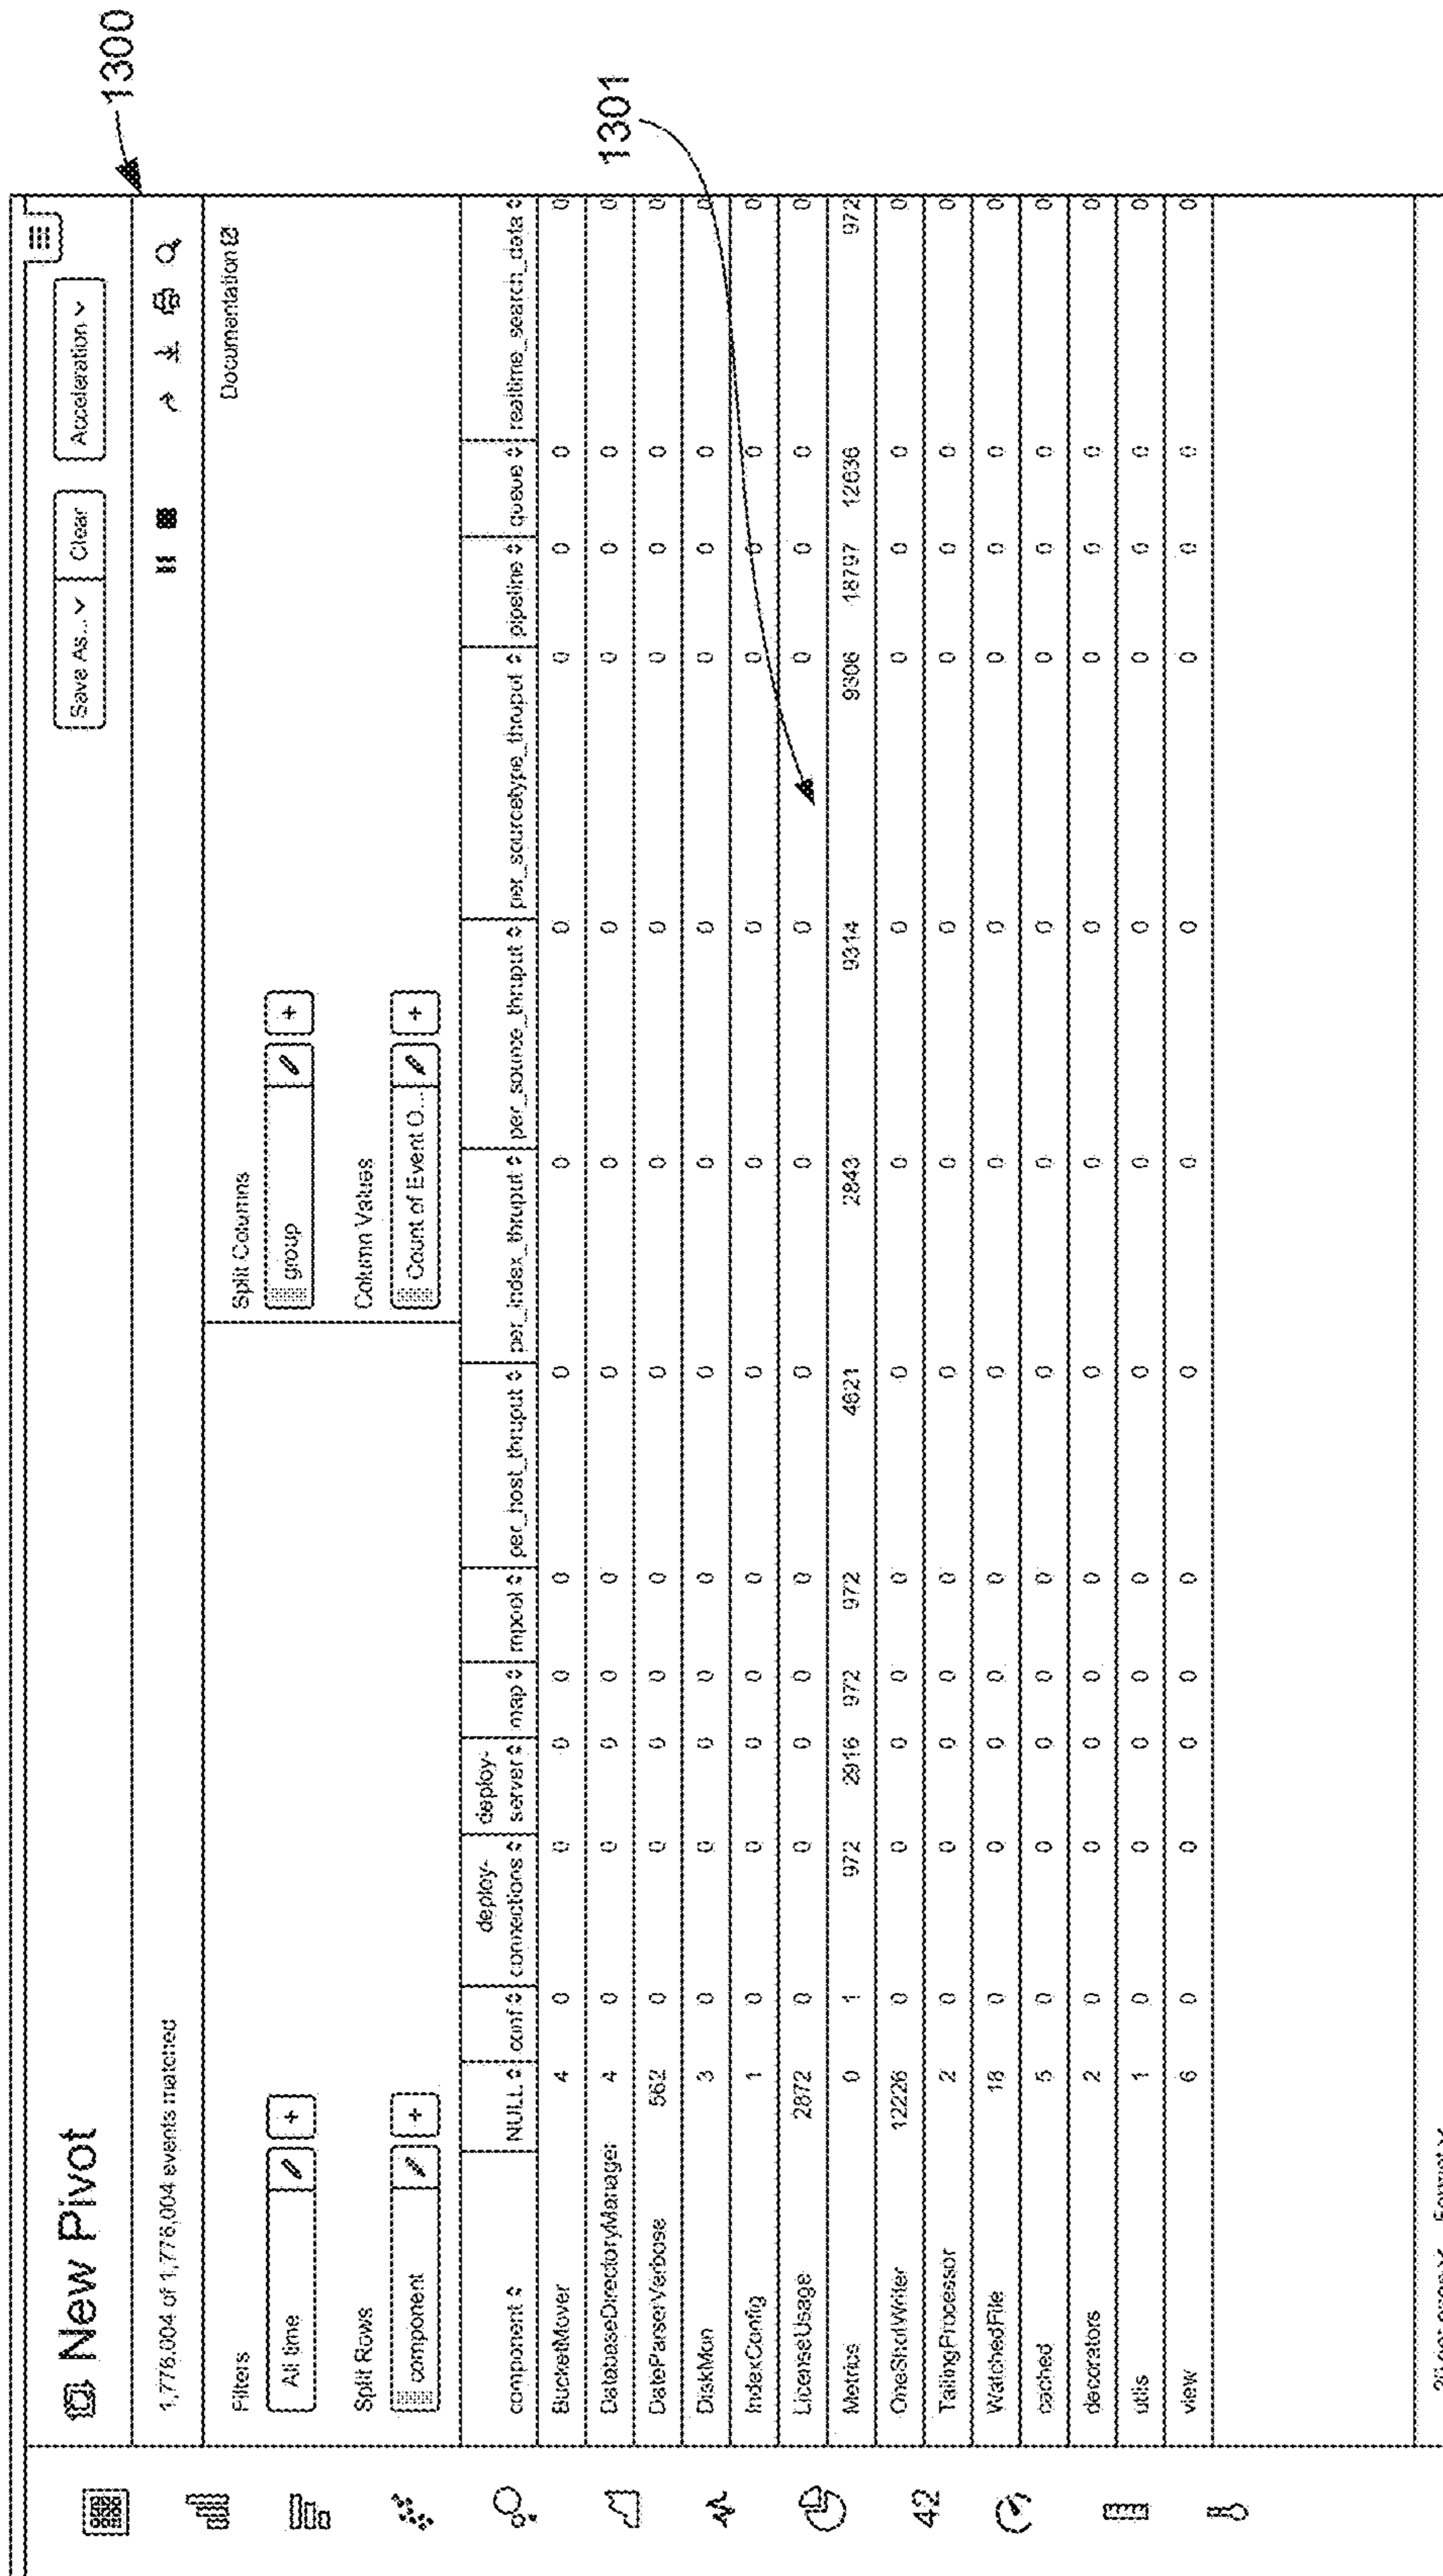 New Pivot
Save As... Clear Acceleration
1300
1,776,004 of 1,776,004 events matched
Filters Split Columns Documentation
All time + group +
Split Rows Column Values
component + Count of Event O... +
component NULL conf deploy-connections deploy-server map mpool per_host_thruput per_index_thruput per_source_thruput per_sourcetype_thruput pipeline queue realtime_search_data
BucketMover 4 0 0 0 0 0 0 0 0 0 0 0 0
DatabaseDirectoryManager 4 0 0 0 0 0 0 0 0 0 0 0 0
DateParserVerbose 562 0 0 0 0 0 0 0 0 0 0 0 0
DiskMon 3 0 0 0 0 0 0 0 0 0 0 0 0
IndexConfig 1 0 0 0 0 0 0 0 0 0 0 0 0
LicenseUsage 2872 0 0 0 0 0 0 0 0 0 0 0 0
Metrics 0 1 972 2916 972 972 4621 2843 9314 9306 18797 12636 972
OneShotWriter 12226 0 0 0 0 0 0 0 0 0 0 0 0
TailingProcessor 2 0 0 0 0 0 0 0 0 0 0 0 0
WatchedFile 18 0 0 0 0 0 0 0 0 0 0 0 0
cached 5 0 0 0 0 0 0 0 0 0 0 0 0
decorators 2 0 0 0 0 0 0 0 0 0 0 0 0
utils 1 0 0 0 0 0 0 0 0 0 0 0 0
view 6 0 0 0 0 0 0 0 0 0 0 0 0
1301
42